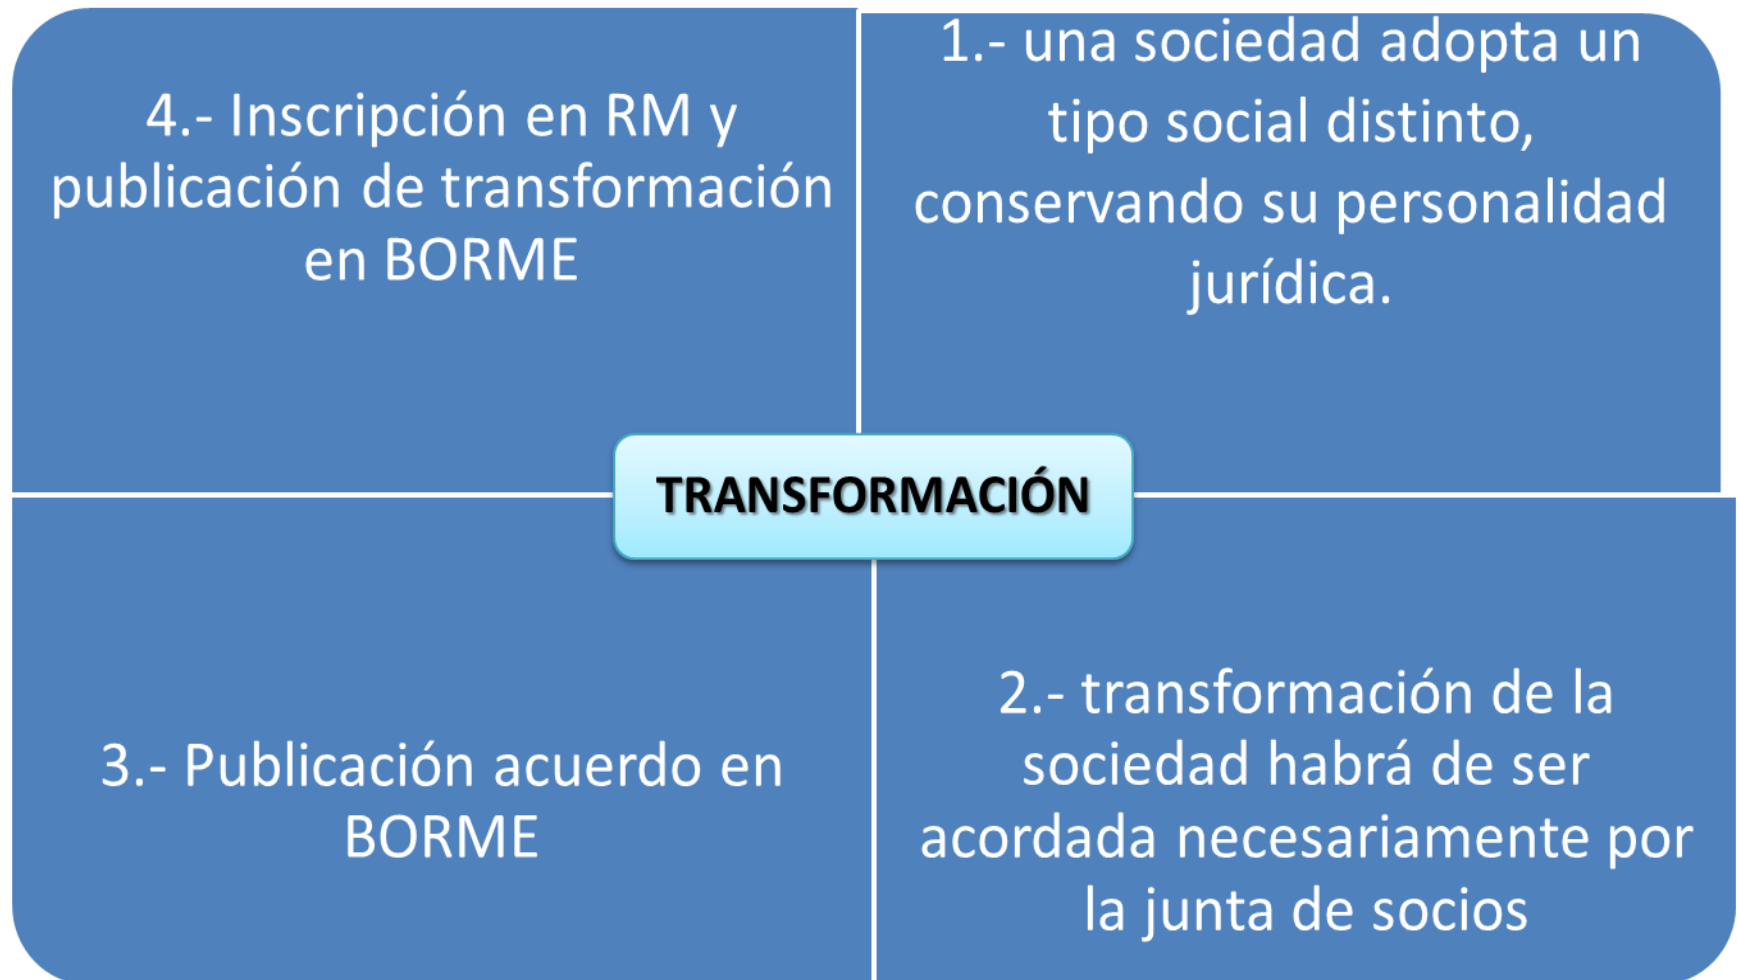 4.- Inscripción en RM y
publicación de transformación
en BORME
1.- una sociedad adopta un
tipo social distinto,
conservando su personalidad
jurídica.
TRANSFORMACIÓN
3.- Publicación acuerdo en
BORME
2.- transformación de la
sociedad habrá de ser
acordada necesariamente por
la junta de socios